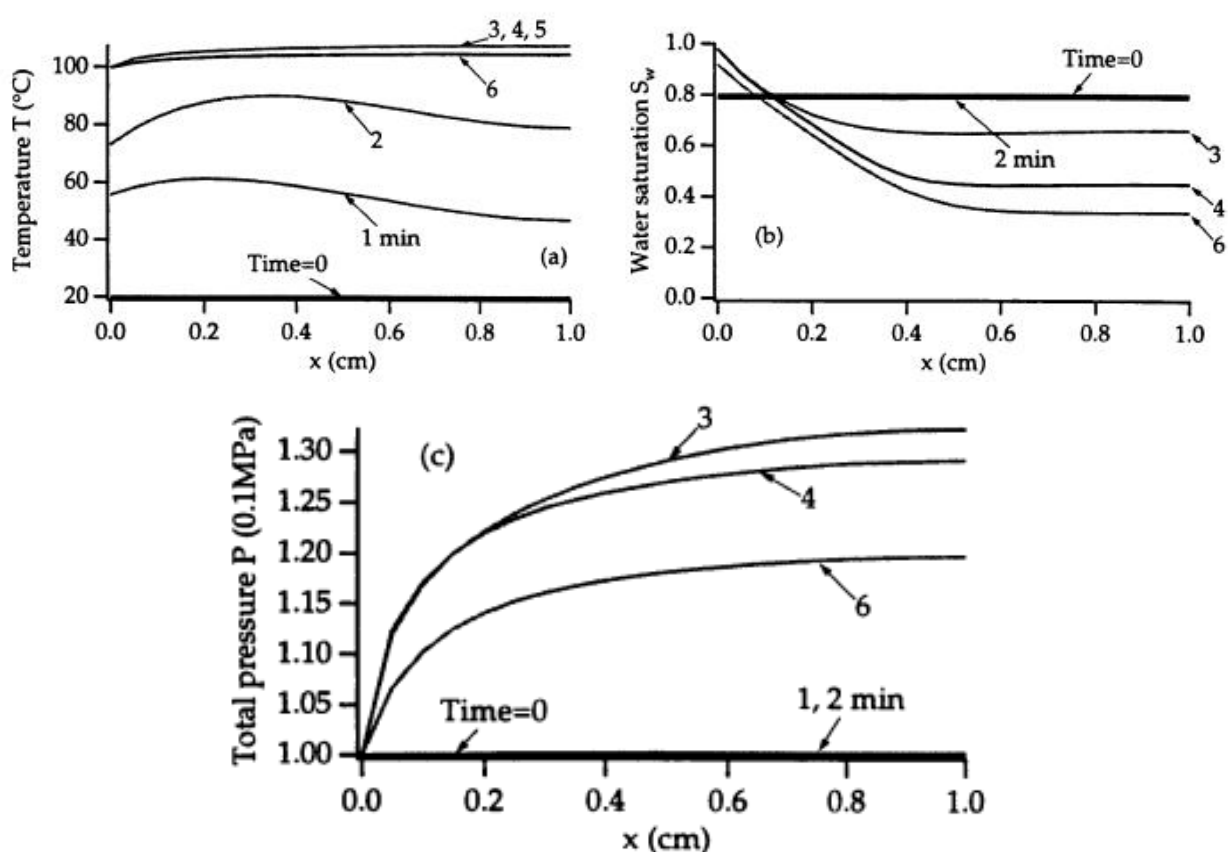 Temperature T (°C)
100
80
60
40
20
3, 4, 5
6
2
1 min
Time=0
(a)
0.0 0.2 0.4 0.6 0.8 1.0
x (cm)
Water saturation S_w
1.0
0.8
0.6
0.4
0.2
0.0
Time=0
2 min
3
4
6
(b)
0.0 0.2 0.4 0.6 0.8 1.0
x (cm)
Total pressure P (0.1MPa)
1.30
1.25
1.20
1.15
1.10
1.05
1.00
(c)
3
4
6
Time=0
1, 2 min
0.0 0.2 0.4 0.6 0.8 1.0
x (cm)